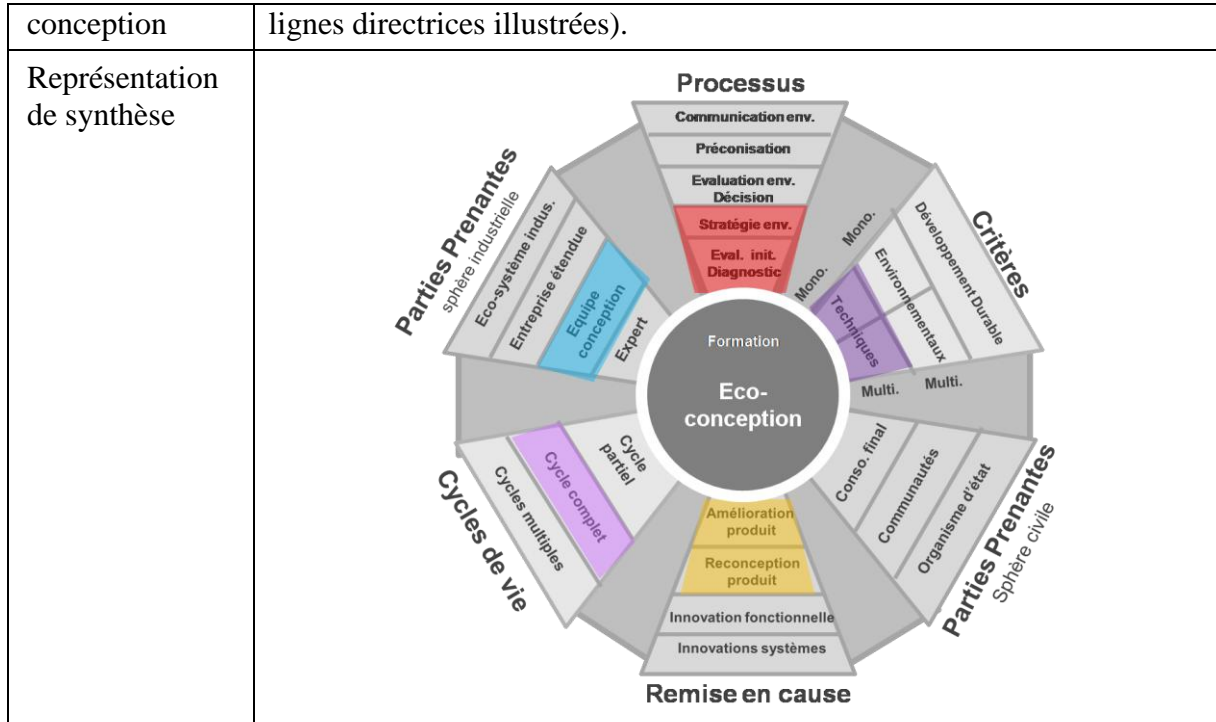 conception
lignes directrices illustrées).
Représentation
de synthèse
Processus
Communication env.
Préconisation
Evaluation env.
Décision
Stratégie env.
Eval. init.
Diagnostic
Parties Prenantes
sphère industrielle
Eco-système indus.
Entreprise étendue
Equipe
conception
Expert
Critères
Développement Durable
Environnementaux
Techniques
Mono.
Mono.
Multi.
Multi.
Formation
Eco-
conception
Cycles de vie
Cycles multiples
Cycle complet
Cycle
partiel
Conso. final
Communautés
Organisme d'état
Parties Prenantes
Sphère civile
Amélioration
produit
Reconception
produit
Innovation fonctionnelle
Innovations systèmes
Remise en cause